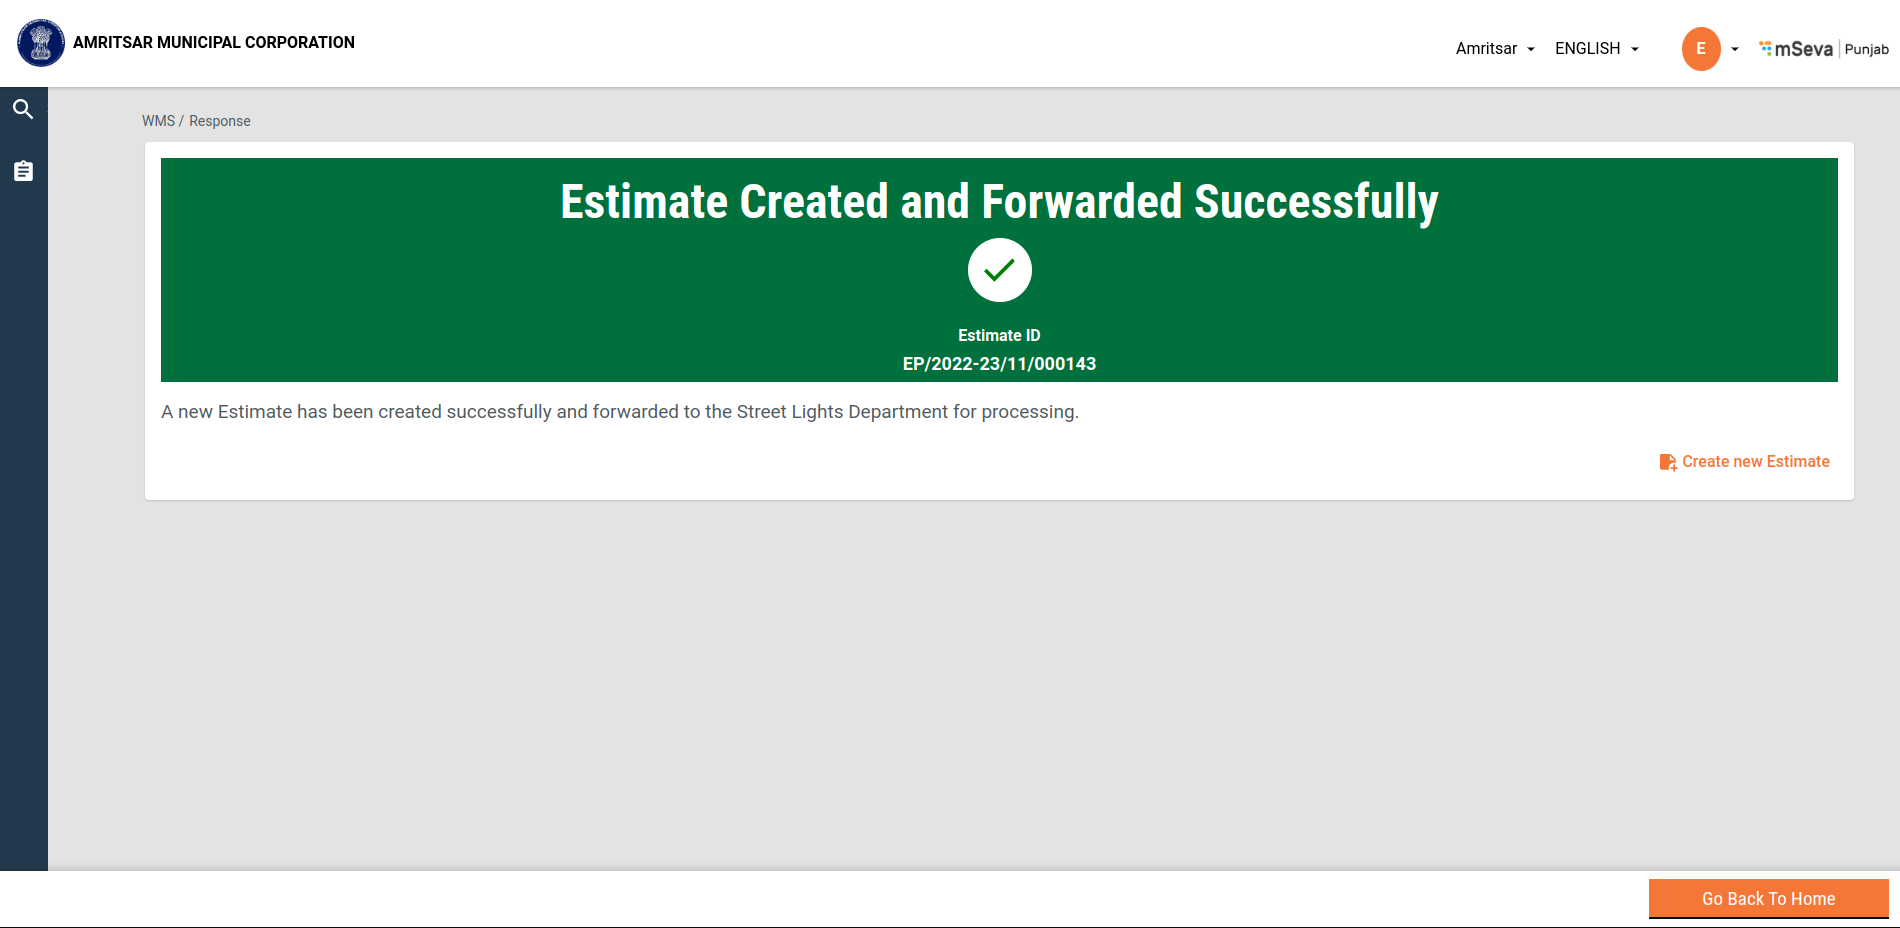 AMRITSAR MUNICIPAL CORPORATION
Amritsar
ENGLISH
E
mSeva | Punjab
WMS / Response
Estimate Created and Forwarded Successfully
Estimate ID
EP/2022-23/11/000143
A new Estimate has been created successfully and forwarded to the Street Lights Department for processing.
Create new Estimate
Go Back To Home